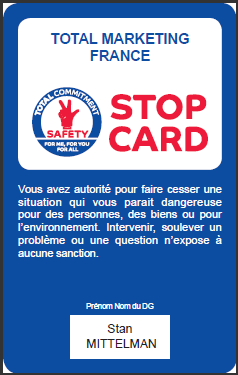 TOTAL MARKETING
FRANCE
TOTAL COMMITMENT
SAFETY
FOR ME, FOR YOU
FOR ALL
STOP
CARD
Vous avez autorité pour faire cesser une
situation qui vous parait dangereuse
pour des personnes, des biens ou pour
l'environnement. Intervenir, soulever un
problème ou une question n'expose à
aucune sanction.
Prénom Nom du DG
Stan
MITTELMAN